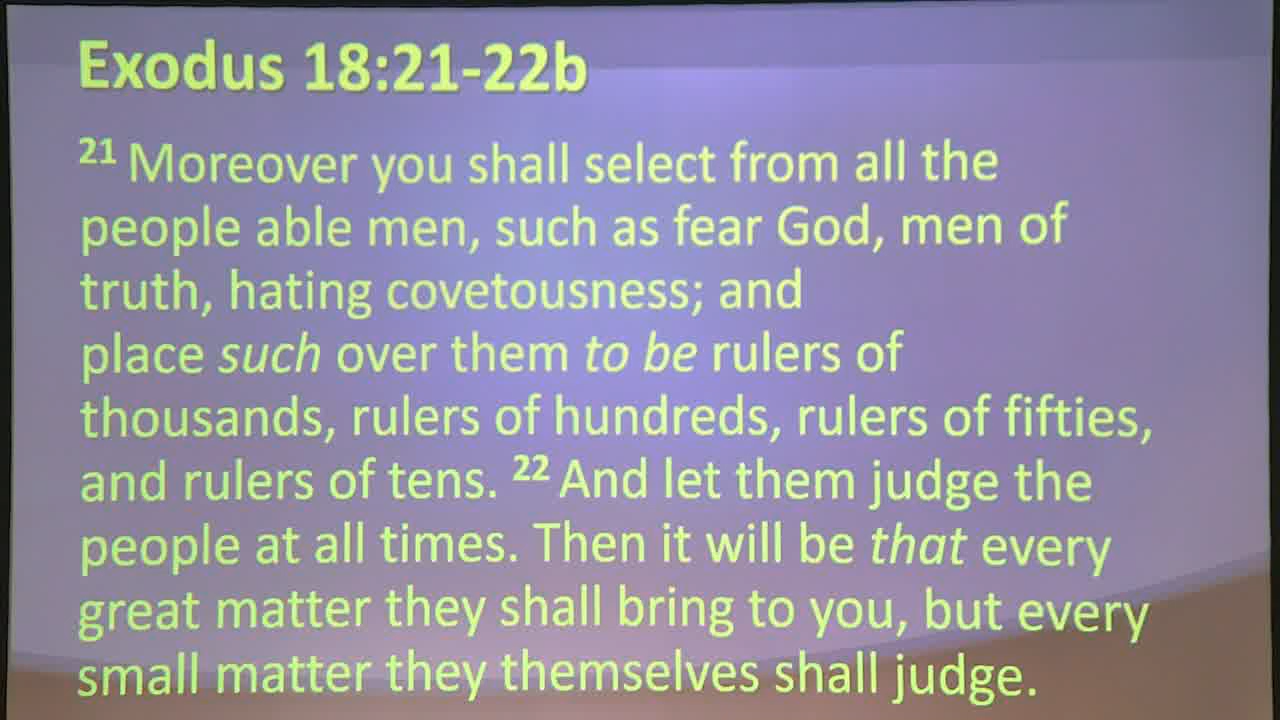 Exodus 18:21-22b
21 Moreover you shall select from all the
people able men, such as fear God, men of
truth, hating covetousness; and
place such over them to be rulers of
thousands, rulers of hundreds, rulers of fifties,
and rulers of tens. 22 And let them judge the
people at all times. Then it will be that every
great matter they shall bring to you, but every
small matter they themselves shall judge.